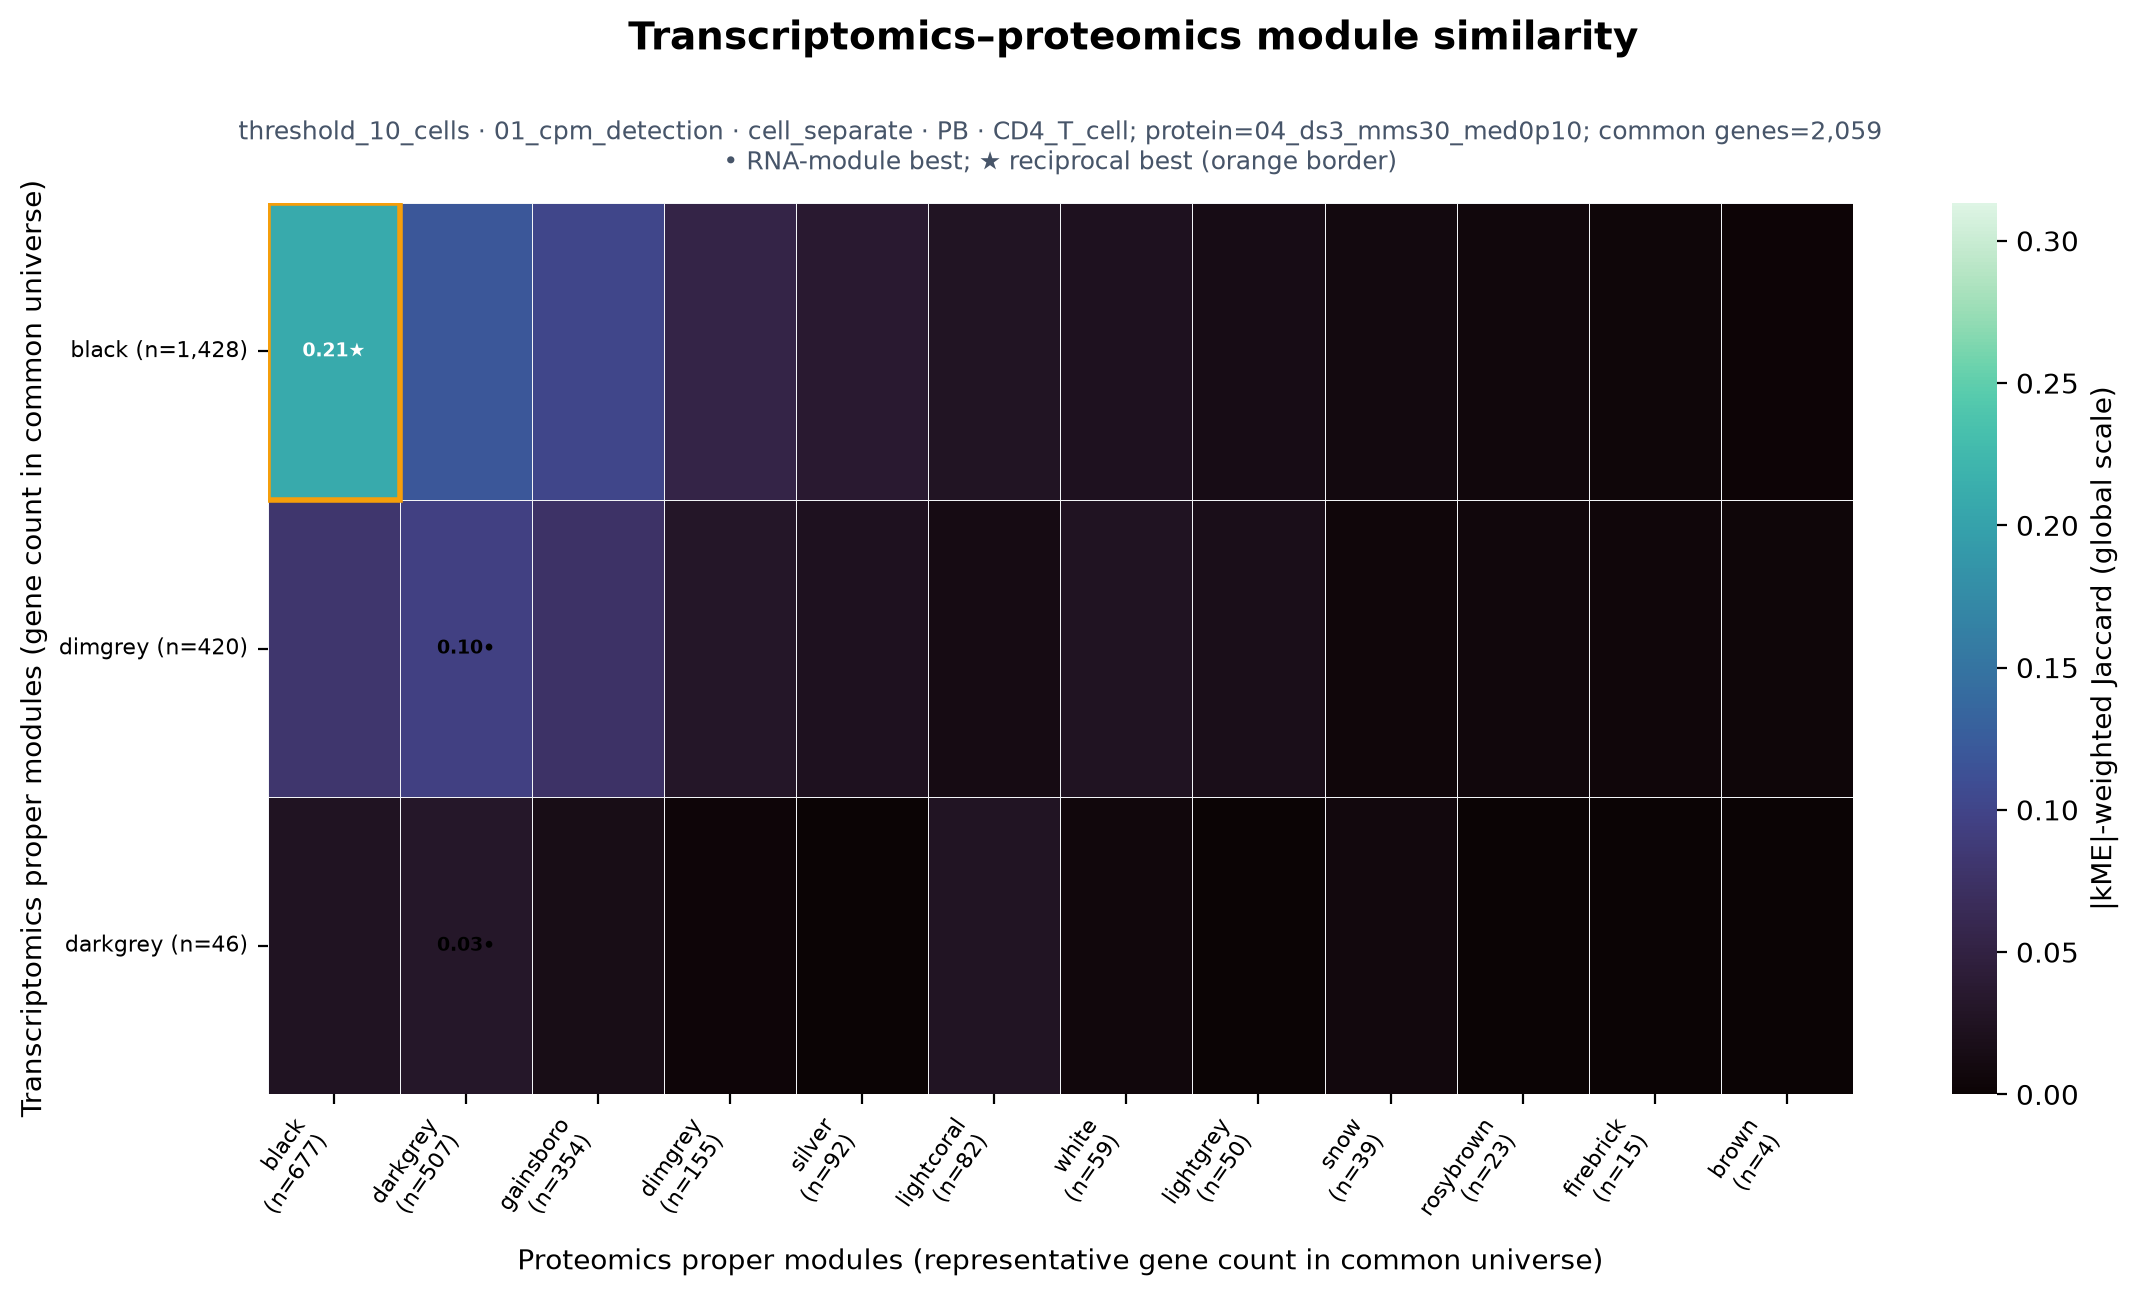 Transcriptomics–proteomics module similarity
threshold_10_cells · 01_cpm_detection · cell_separate · PB · CD4_T_cell; protein=04_ds3_mms30_med0p10; common genes=2,059
• RNA-module best; ★ reciprocal best (orange border)
Transcriptomics proper modules (gene count in common universe)
black (n=1,428)
dimgrey (n=420)
darkgrey (n=46)
0.21★
0.10•
0.03•
black
(n=677)
darkgrey
(n=507)
gainsboro
(n=354)
dimgrey
(n=155)
silver
(n=92)
lightcoral
(n=82)
white
(n=59)
lightgrey
(n=50)
snow
(n=39)
rosybrown
(n=23)
firebrick
(n=15)
brown
(n=4)
Proteomics proper modules (representative gene count in common universe)
0.30
0.25
0.20
0.15
0.10
0.05
0.00
|kME|-weighted Jaccard (global scale)